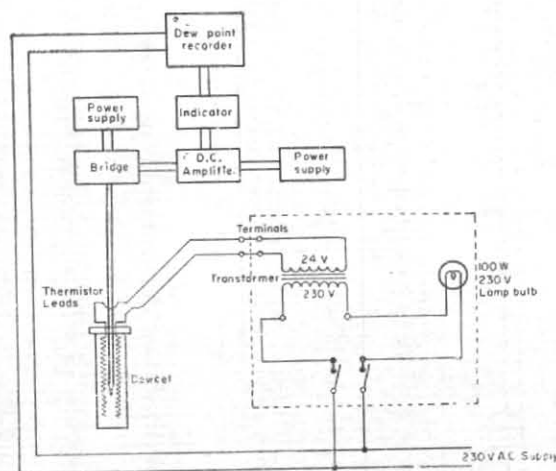 Dew point
recorder
Power
supply
Indicator
Bridge
D.C.
Amplifie.
Power
supply
Terminals
24 V
Transformer
230 V
100 W
230 V
Lamp bulb
Thermistor
Leads
Dewcel
230 V AC Supply